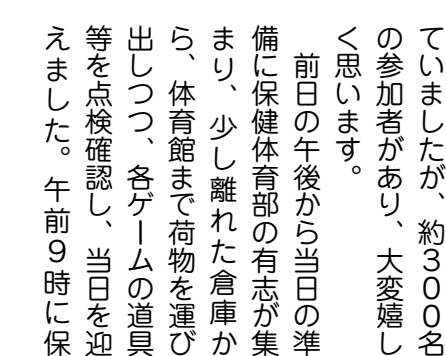 ていましたが、約３００名
の参加者があり、大変嬉し
く思います。
　前日の午後から当日の準
備に保健体育部の有志が集
まり、少し離れた倉庫か
ら、体育館まで荷物を運び
出しつつ、各ゲームの道具
等を点検確認し、当日を迎
えました。午前９時に保